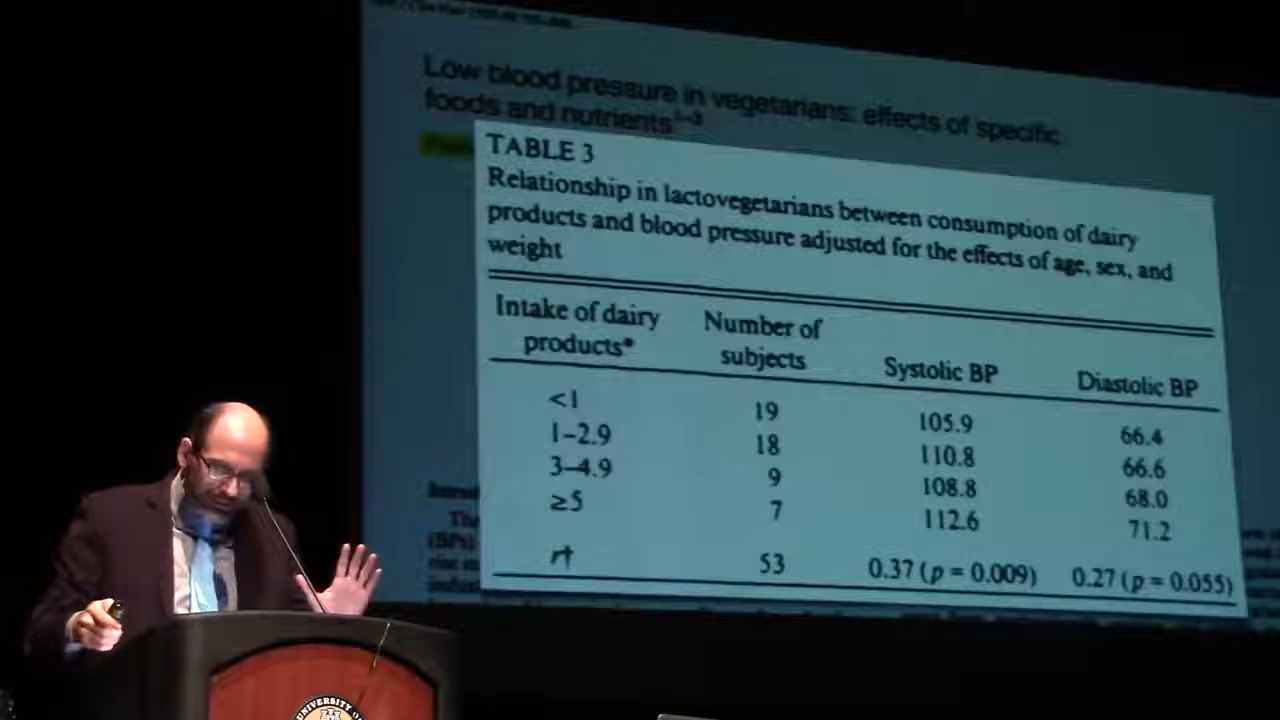 Low blood pressure in vegetarians: effects of specific
foods and nutrients¹⁻³
TABLE 3
Relationship in lactovegetarians between consumption of dairy
products and blood pressure adjusted for the effects of age, sex, and
weight
Intake of dairy products* Number of subjects Systolic BP Diastolic BP
<1 19 105.9 66.4
1–2.9 18 110.8 66.6
3–4.9 9 108.8 68.0
≥5 7 112.6 71.2
r† 53 0.37 (p = 0.009) 0.27 (p = 0.055)
(BPs)
UNIVERSITY